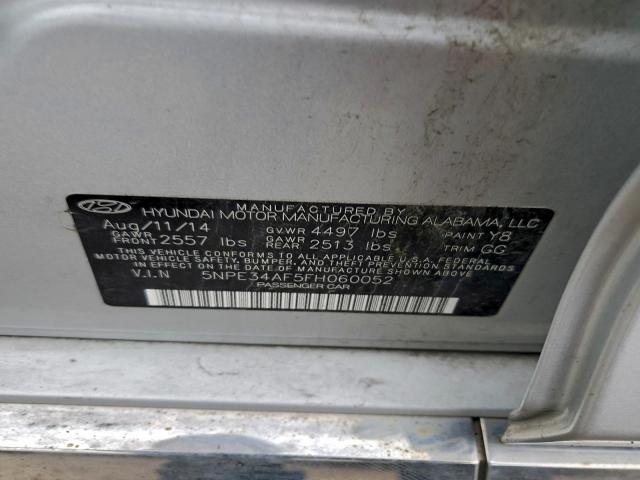 MANUFACTURED BY
HYUNDAI MOTOR MANUFACTURING ALABAMA, LLC
Aug/11/14 GVWR 4497 lbs PAINT Y8
GAWR FRONT 2557 lbs GAWR REAR 2513 lbs TRIM GG
THIS VEHICLE CONFORMS TO ALL APPLICABLE U.S.A. FEDERAL
MOTOR VEHICLE SAFETY, BUMPER, AND THEFT PREVENTION STANDARDS
IN EFFECT ON THE DATE OF MANUFACTURE SHOWN ABOVE.
V.I.N 5NPE34AF5FH060052
PASSENGER CAR